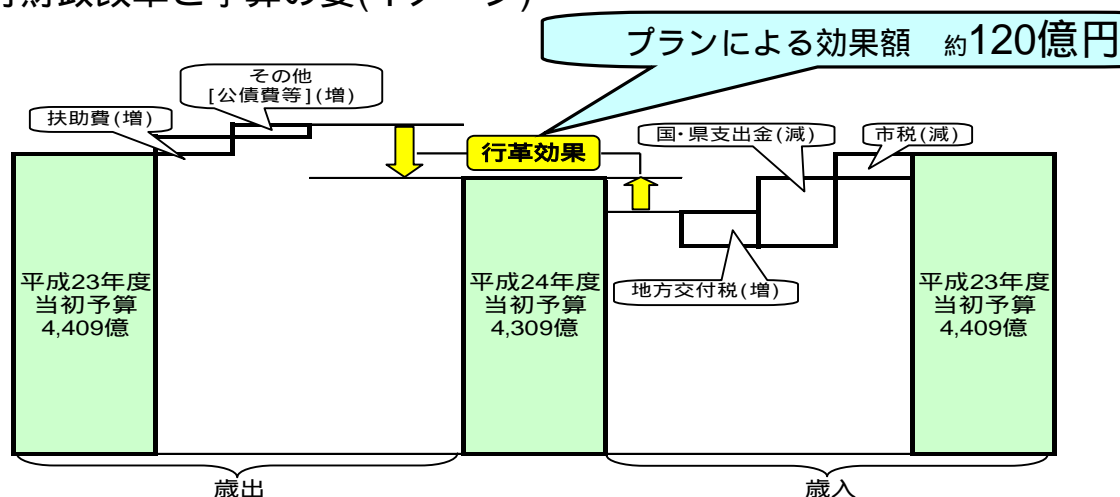 プランによる効果額　約120億円
その他
[公債費等](増)
扶助費(増)
国・県支出金(減)
市税(減)
行革効果
平成23年度
当初予算
4,409億
平成24年度
当初予算
4,309億
地方交付税(増)
平成23年度
当初予算
4,409億
歳出
歳入